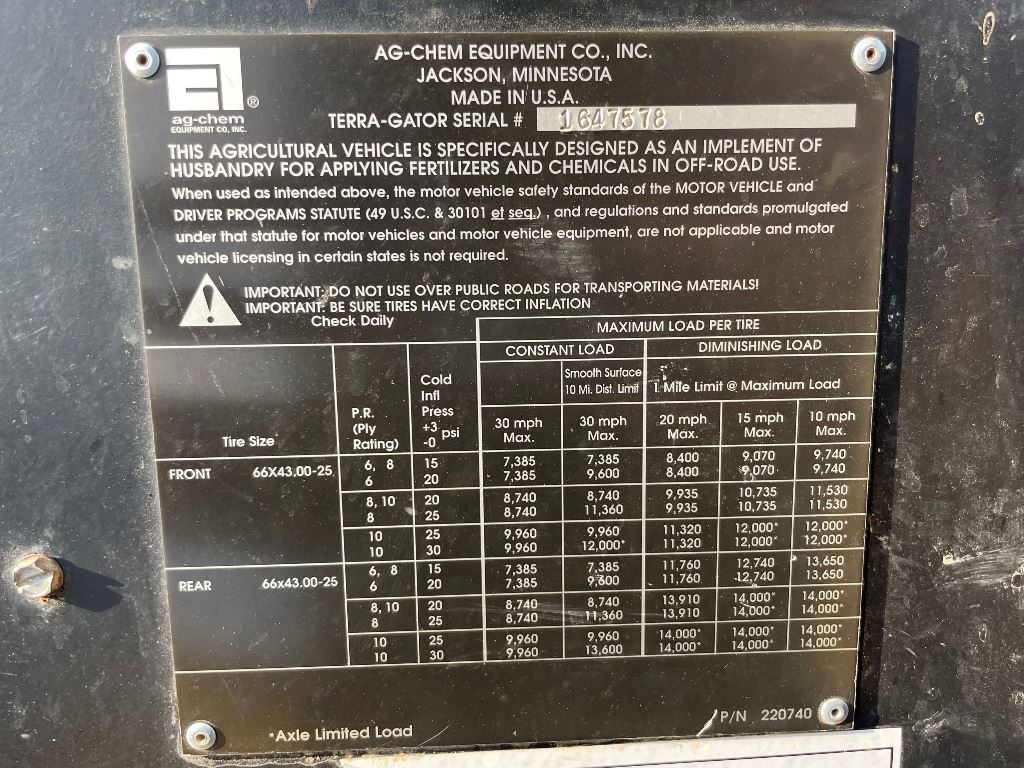 AG-CHEM EQUIPMENT CO., INC.
JACKSON, MINNESOTA
MADE IN U.S.A.
ag-chem ®
EQUIPMENT CO, INC.
TERRA-GATOR SERIAL # 1647578
THIS AGRICULTURAL VEHICLE IS SPECIFICALLY DESIGNED AS AN IMPLEMENT OF
HUSBANDRY FOR APPLYING FERTILIZERS AND CHEMICALS IN OFF-ROAD USE.
When used as intended above, the motor vehicle safety standards of the MOTOR VEHICLE and
DRIVER PROGRAMS STATUTE (49 U.S.C. & 30101 et seq.) , and regulations and standards promulgated
under that statute for motor vehicles and motor vehicle equipment, are not applicable and motor
vehicle licensing in certain states is not required.
IMPORTANT: DO NOT USE OVER PUBLIC ROADS FOR TRANSPORTING MATERIALS!
IMPORTANT: BE SURE TIRES HAVE CORRECT INFLATION
Check Daily
MAXIMUM LOAD PER TIRE
CONSTANT LOAD DIMINISHING LOAD
Smooth Surface
10 Mi. Dist. Limit 1 Mile Limit @ Maximum Load
Tire Size
P.R.
(Ply
Rating)
Cold
Infl
Press
+3
-0 psi
30 mph 30 mph 20 mph 15 mph 10 mph
Max. Max. Max. Max. Max.
FRONT 66X43.00-25 6, 8 15 7,385 7,385 8,400 9,070 9,740
6 20 7,385 9,600 8,400 9,070 9,740
8, 10 20 8,740 8,740 9,935 10,735 11,530
8 25 8,740 11,360 9,935 10,735 11,530
10 25 9,960 9,960 11,320 12,000* 12,000*
10 30 9,960 12,000* 11,320 12,000* 12,000*
REAR 66x43.00-25 6, 8 15 7,385 7,385 11,760 12,740 13,650
6 20 7,385 9,600 11,760 12,740 13,650
8, 10 20 8,740 8,740 13,910 14,000* 14,000*
8 25 8,740 11,360 13,910 14,000* 14,000*
10 25 9,960 9,960 14,000* 14,000* 14,000*
10 30 9,960 13,600 14,000* 14,000* 14,000*
*Axle Limited Load
P/N 220740